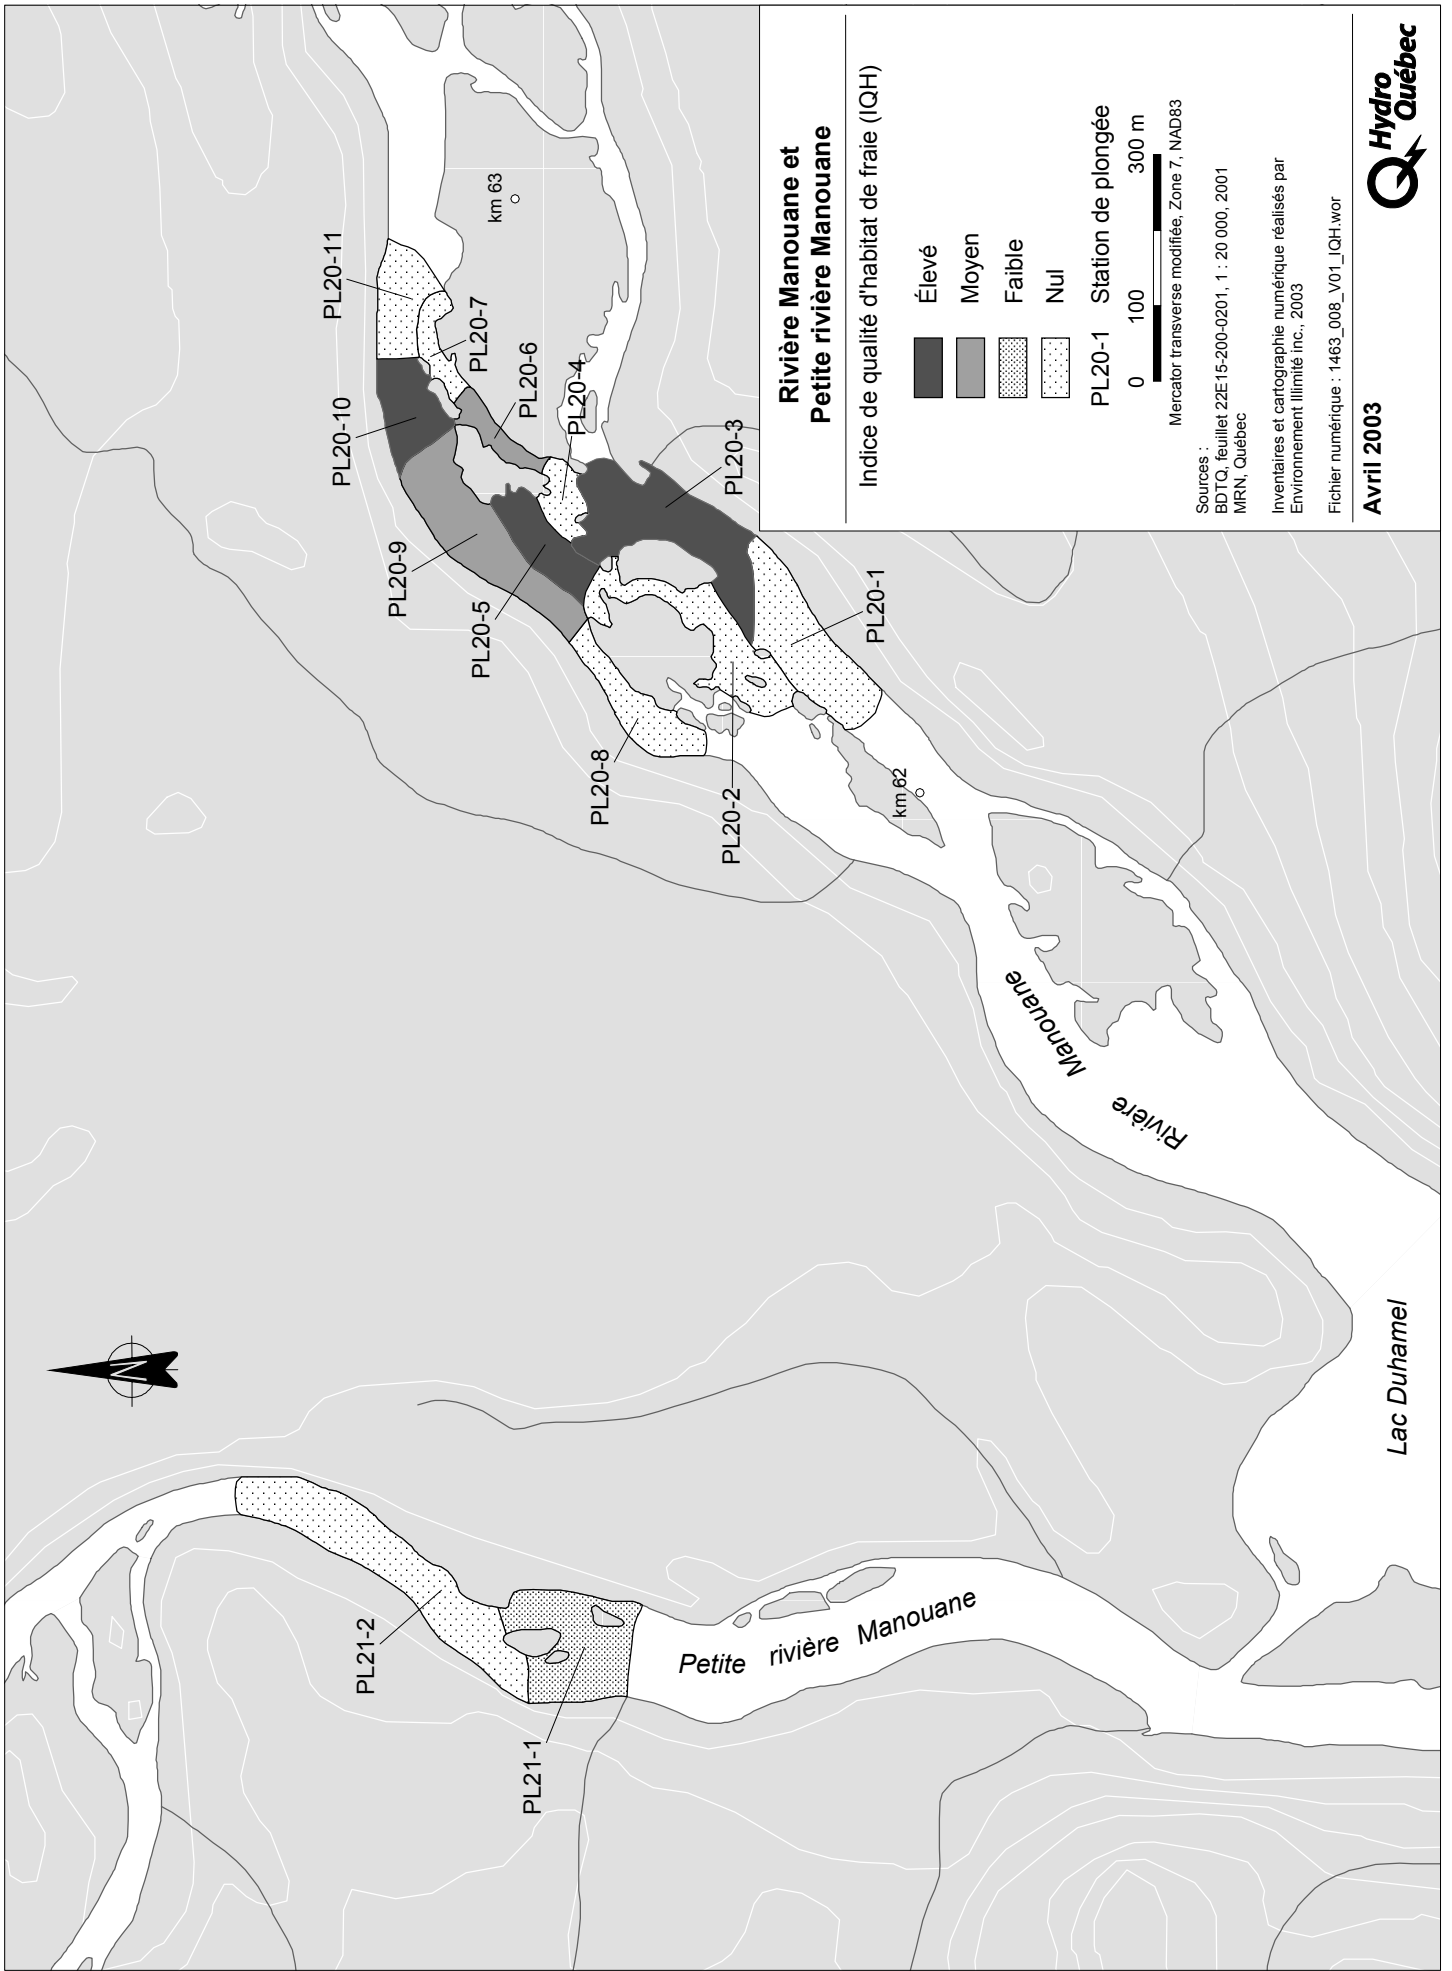 PL21-1
PL21-2
Petite rivière Manouane
Lac Duhamel
Rivière Manouane
km 62
km 63
PL20-8
PL20-2
PL20-1
PL20-5
PL20-9
PL20-10
PL20-3
PL20-4
PL20-6
PL20-7
PL20-11
Rivière Manouane et
Petite rivière Manouane
Indice de qualité d'habitat de fraie (IQH)
Élevé
Moyen
Faible
Nul
PL20-1 Station de plongée
0 100 300 m
Mercator transverse modifiée, Zone 7, NAD83
Sources :
BDTQ, feuillet 22E15-200-0201, 1 : 20 000, 2001
MRN, Québec
Inventaires et cartographie numérique réalisés par
Environnement Illimité inc., 2003
Fichier numérique : 1463_008_V01_IQH.wor
Avril 2003
Hydro
Québec
N